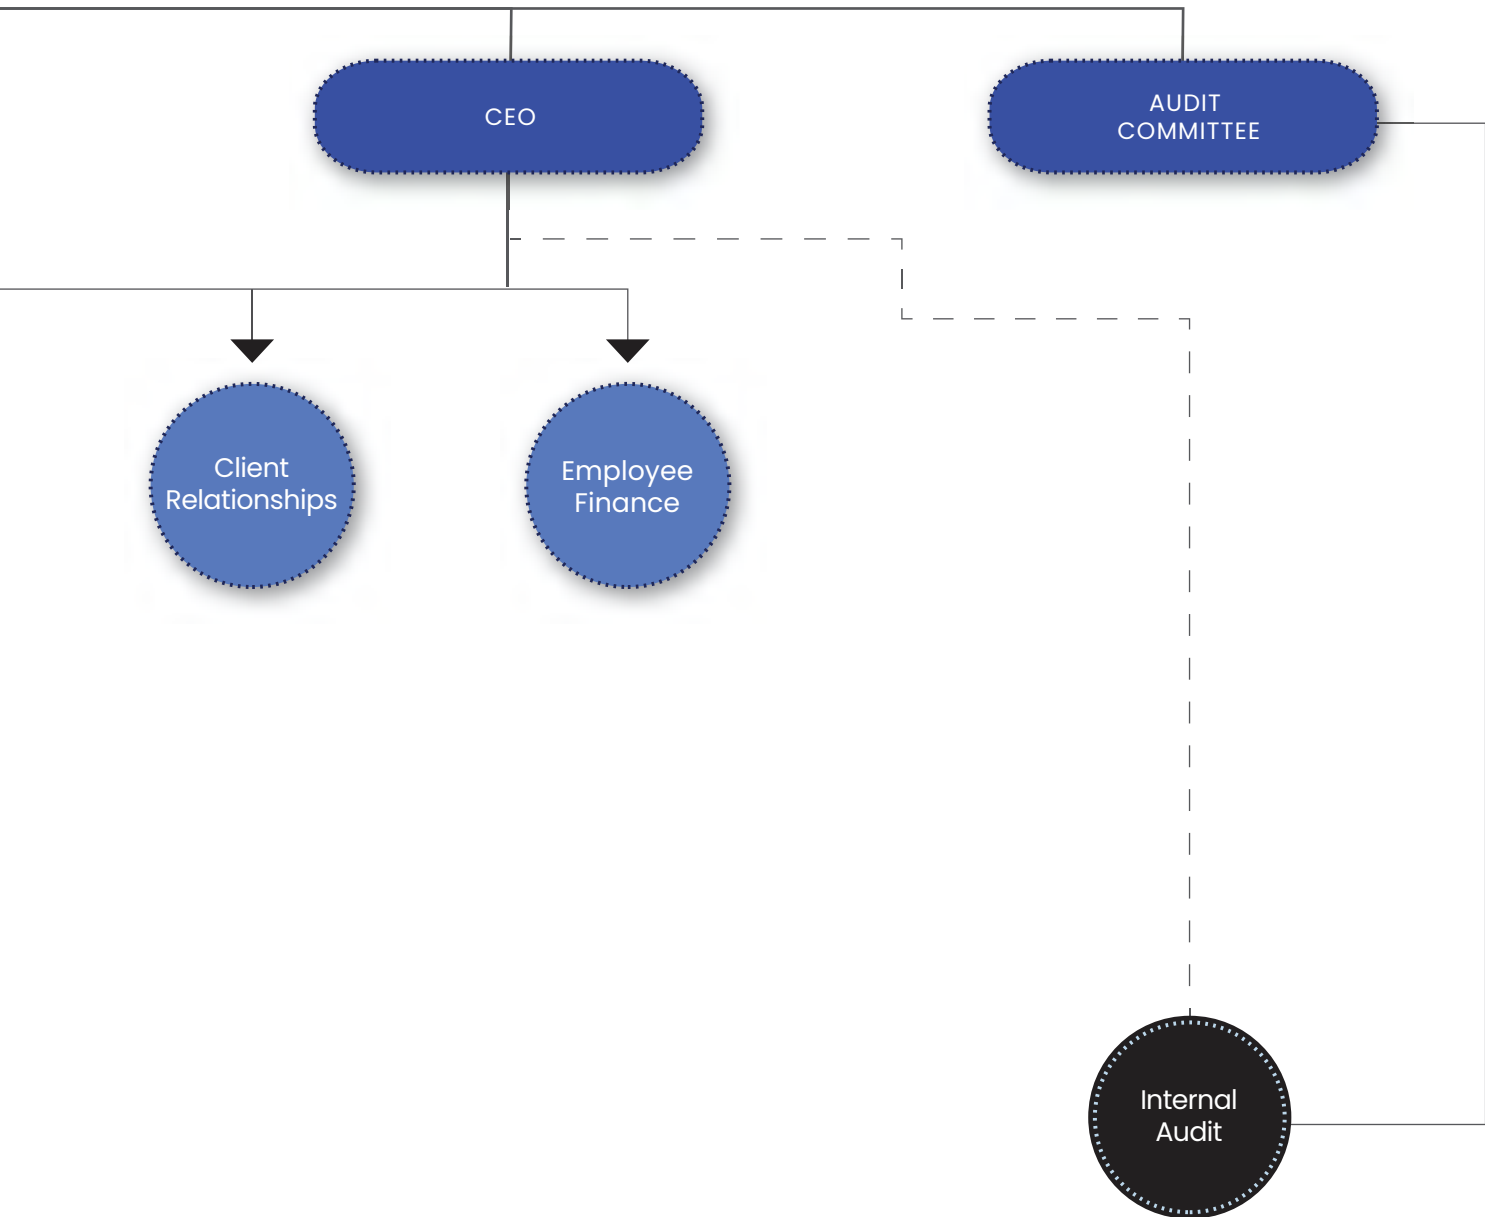 CEO
AUDIT
COMMITTEE
Client
Relationships
Employee
Finance
Internal
Audit